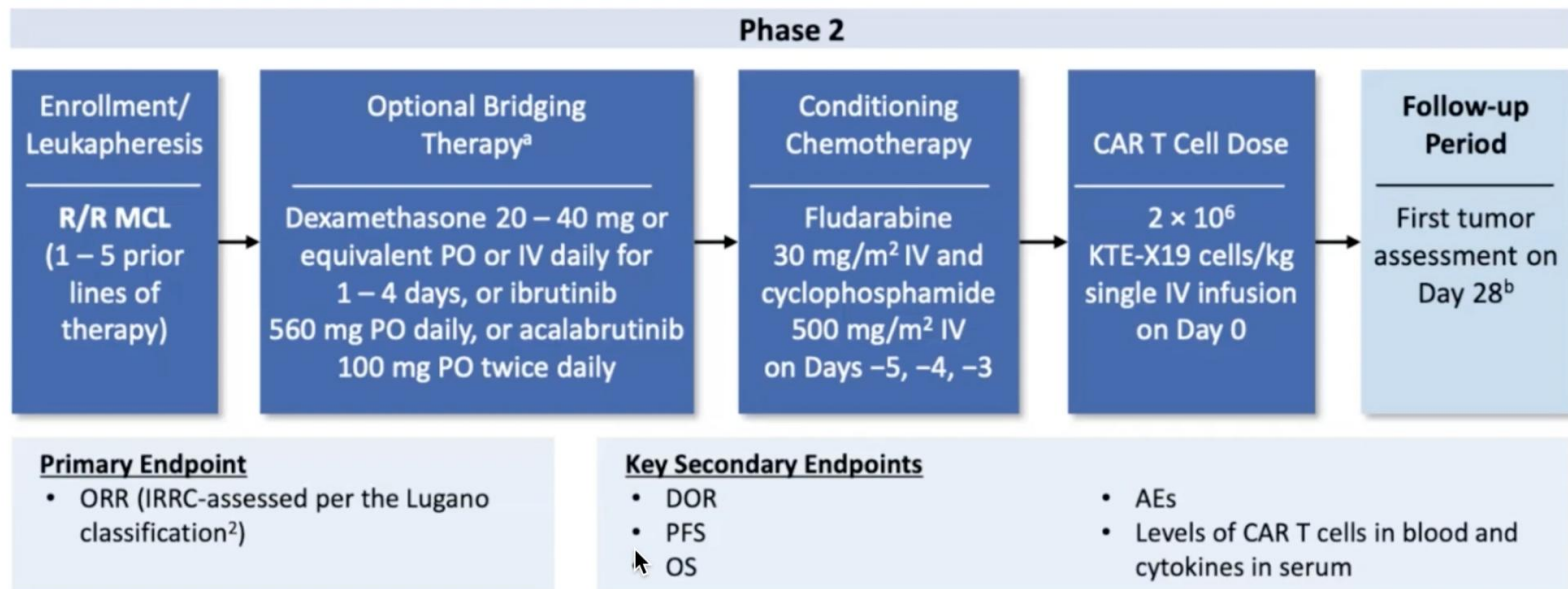 Phase 2
Enrollment/
Leukapheresis
R/R MCL
(1 – 5 prior
lines of
therapy)
Optional Bridging
Therapyᵃ
Dexamethasone 20 – 40 mg or
equivalent PO or IV daily for
1 – 4 days, or ibrutinib
560 mg PO daily, or acalabrutinib
100 mg PO twice daily
Conditioning
Chemotherapy
Fludarabine
30 mg/m² IV and
cyclophosphamide
500 mg/m² IV
on Days −5, −4, −3
CAR T Cell Dose
2 × 10⁶
KTE-X19 cells/kg
single IV infusion
on Day 0
Follow-up
Period
First tumor
assessment on
Day 28ᵇ
Primary Endpoint
• ORR (IRRC-assessed per the Lugano
classification²)
Key Secondary Endpoints
• DOR
• PFS
OS
• AEs
• Levels of CAR T cells in blood and
cytokines in serum